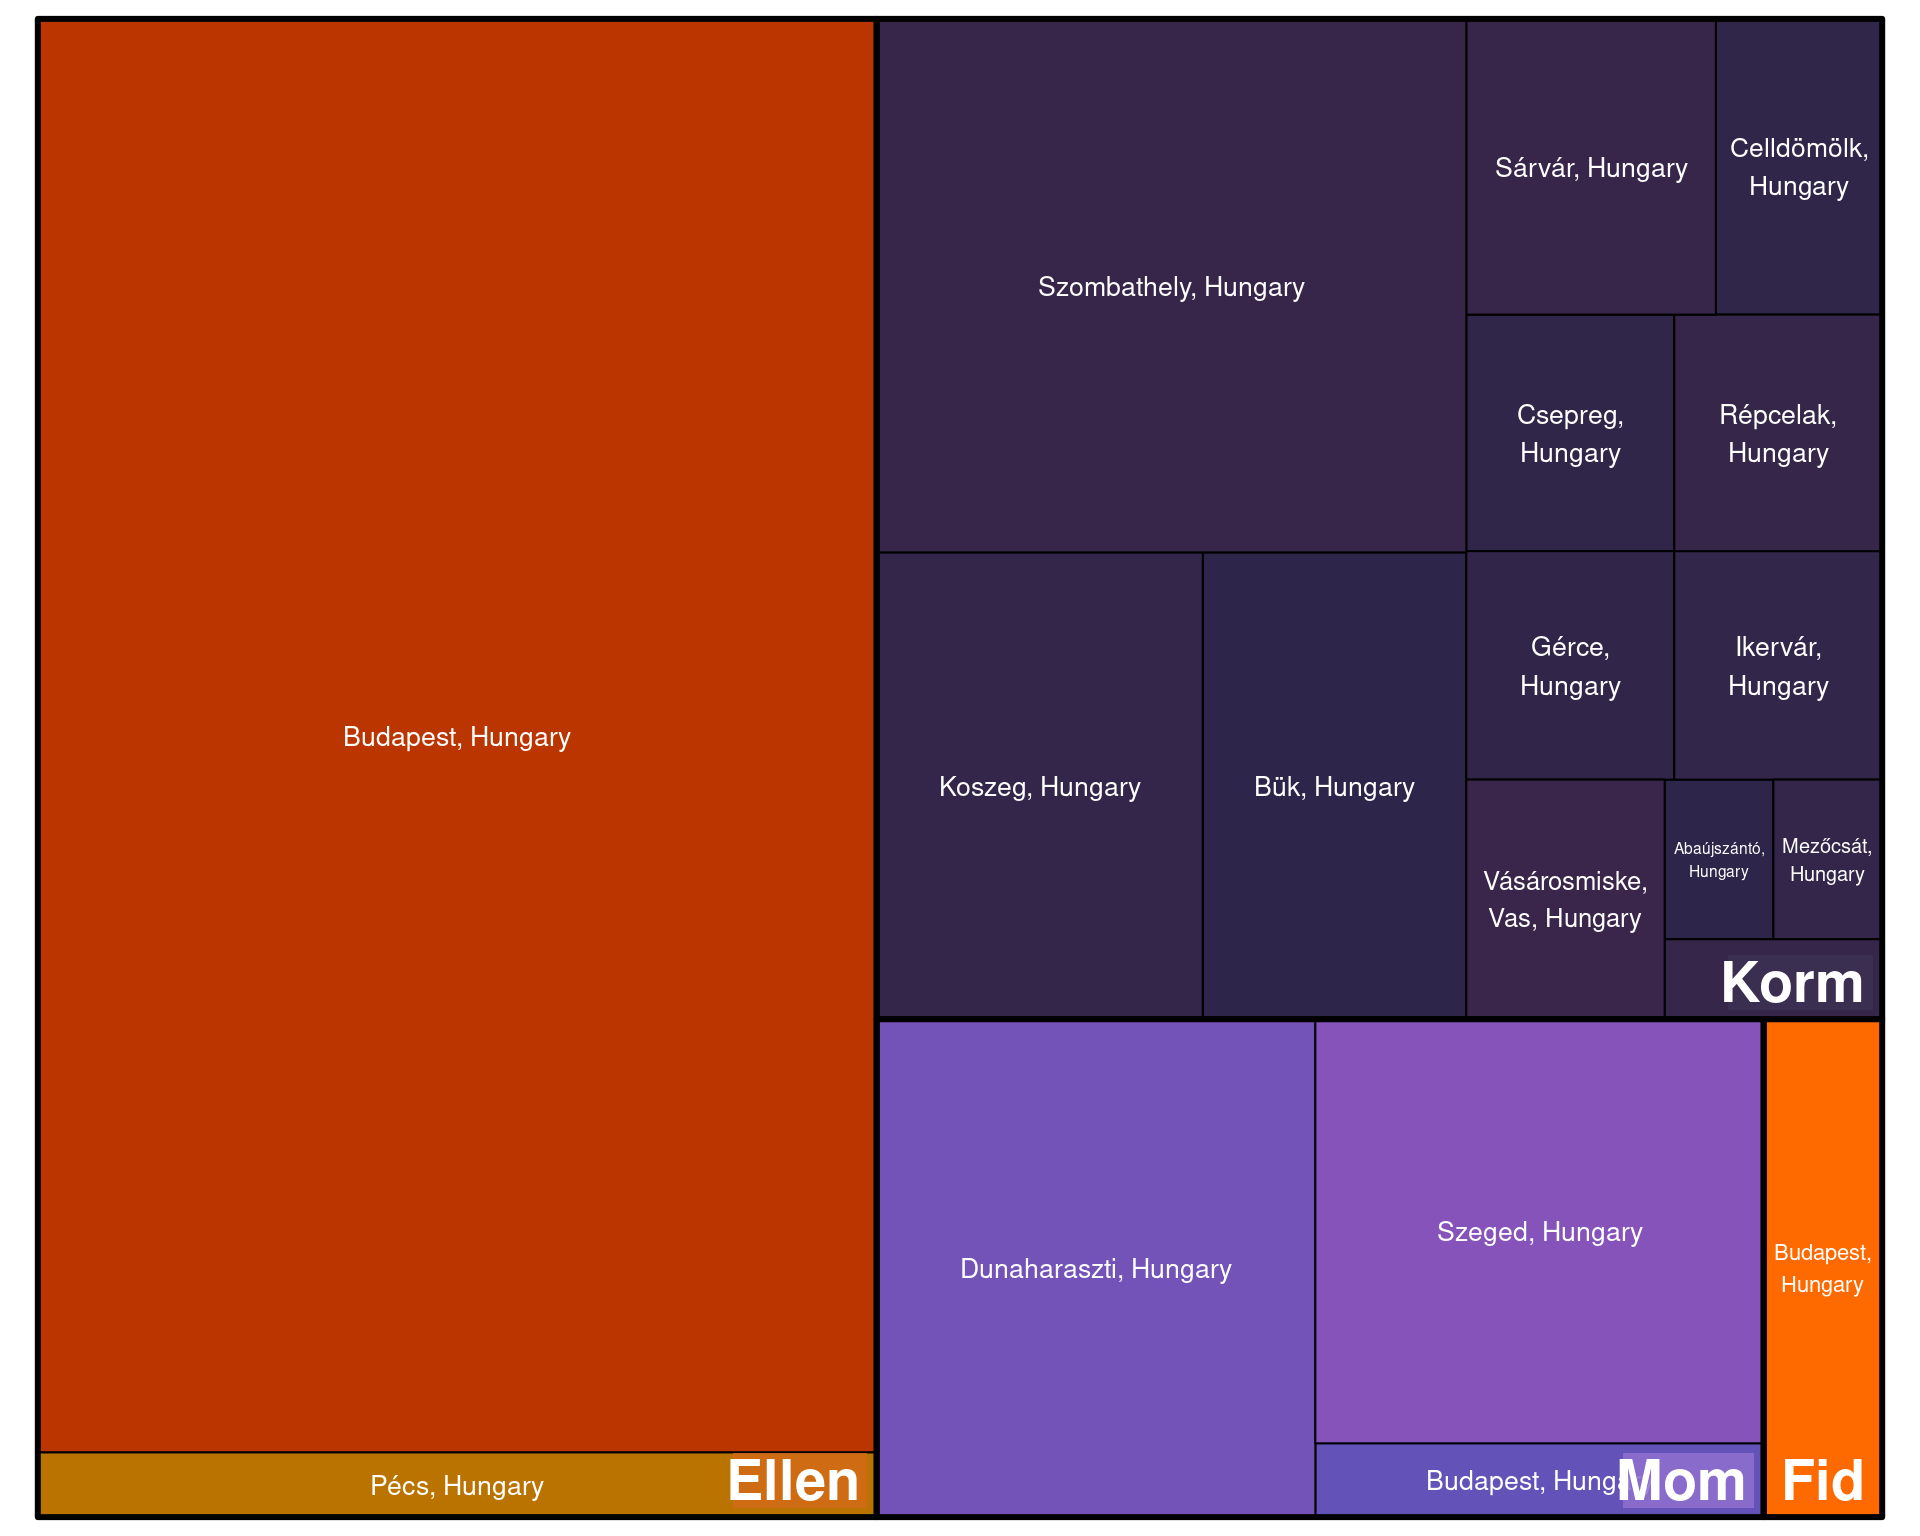 Budapest, Hungary
Pécs, Hungary
Ellen
Szombathely, Hungary
Sárvár, Hungary
Celldömölk,
Hungary
Csepreg,
Hungary
Répcelak,
Hungary
Koszeg, Hungary
Bük, Hungary
Gérce,
Hungary
Ikervár,
Hungary
Vásárosmiske,
Vas, Hungary
Abaújszántó,
Hungary
Mezőcsát,
Hungary
Korm
Dunaharaszti, Hungary
Szeged, Hungary
Budapest,
Mom
Budapest,
Hungary
Fid